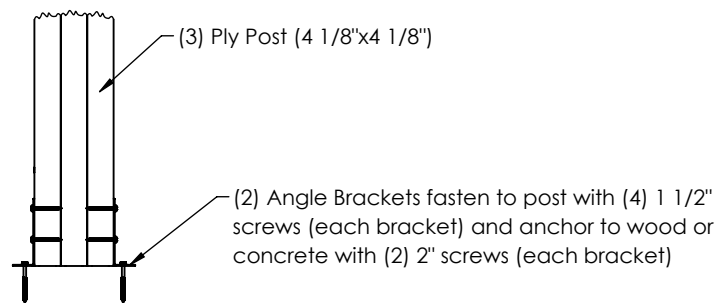 (3) Ply Post (4 1/8"x4 1/8")
(2) Angle Brackets fasten to post with (4) 1 1/2"
screws (each bracket) and anchor to wood or
concrete with (2) 2" screws (each bracket)